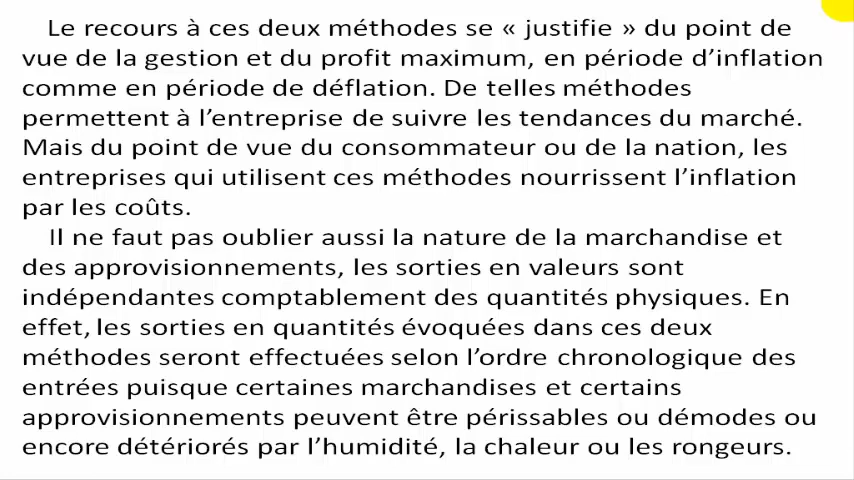 Le recours à ces deux méthodes se « justifie » du point de
vue de la gestion et du profit maximum, en période d’inflation
comme en période de déflation. De telles méthodes
permettent à l’entreprise de suivre les tendances du marché.
Mais du point de vue du consommateur ou de la nation, les
entreprises qui utilisent ces méthodes nourrissent l’inflation
par les coûts.
Il ne faut pas oublier aussi la nature de la marchandise et
des approvisionnements, les sorties en valeurs sont
indépendantes comptablement des quantités physiques. En
effet, les sorties en quantités évoquées dans ces deux
méthodes seront effectuées selon l’ordre chronologique des
entrées puisque certaines marchandises et certains
approvisionnements peuvent être périssables ou démodes ou
encore détériorés par l’humidité, la chaleur ou les rongeurs.